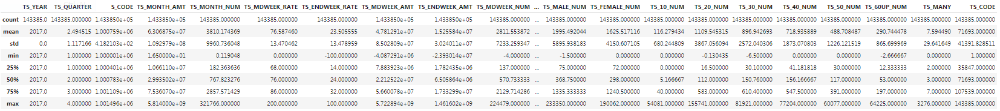 TS_YEAR TS_QUARTER S_CODE TS_MONTH_AMT TS_MONTH_NUM TS_MDWEEK_RATE TS_ENDWEEK_RATE TS_MDWEEK_AMT TS_ENDWEEK_AMT TS_MDWEEK_NUM ... TS_MALE_NUM TS_FEMALE_NUM TS_10_NUM TS_20_NUM TS_30_NUM TS_40_NUM TS_50_NUM TS_60UP_NUM TS_MANY TS_CODE
count 143385.0 143385.000000 1.433850e+05 1.433850e+05 143385.000000 143385.000000 143385.000000 1.433850e+05 1.433850e+05 143385.000000 ... 143385.000000 143385.000000 143385.000000 143385.000000 143385.000000 143385.000000 143385.000000 143385.000000 143385.000000 143385.000000
mean 2017.0 2.494515 1.000759e+06 6.306875e+07 3810.174369 76.587460 23.505555 4.781291e+07 1.525584e+07 2811.553872 ... 1995.492044 1625.517116 116.279434 1109.545315 896.942693 718.935889 488.708487 290.744478 7.594490 71693.000000
std 0.0 1.117166 4.182103e+02 1.092979e+08 9960.736048 13.470462 13.478959 8.502809e+07 3.024011e+07 7233.259347 ... 5895.938183 4150.607105 680.244809 3867.056094 2572.040306 1873.070803 1226.121519 865.699969 29.641649 41391.828511
min 2017.0 1.000000 1.000001e+06 1.650000e+01 0.119048 0.000000 -100.000000 -4.087291e+06 -2.393014e+07 -4.000000 ... -1.500000 0.000000 0.000000 -0.130435 -6.500000 0.000000 0.000000 -2.666667 0.000000 1.000000
25% 2017.0 1.000000 1.000401e+06 1.066110e+07 182.363636 68.000000 14.000000 7.883923e+06 1.782435e+06 137.000000 ... 75.000000 72.000000 0.000000 16.500000 30.100000 41.181818 30.000000 12.333333 2.000000 35847.000000
50% 2017.0 2.000000 1.000783e+06 2.993502e+07 767.823276 76.000000 24.000000 2.212522e+07 6.505864e+06 570.733333 ... 368.750000 298.000000 5.166667 112.000000 150.760000 156.166667 117.000000 53.000000 3.000000 71693.000000
75% 2017.0 3.000000 1.001109e+06 7.536070e+07 2857.571429 86.000000 32.000000 5.660078e+07 1.733299e+07 2129.714286 ... 1335.333333 1240.500000 40.000000 583.000000 610.400000 547.500000 391.000000 197.000000 7.000000 107539.000000
max 2017.0 4.000000 1.001496e+06 5.814000e+09 321766.000000 200.000000 100.000000 5.722894e+09 1.461602e+09 224479.000000 ... 233350.000000 190062.000000 54081.000000 155741.000000 81921.000000 77204.000000 60077.000000 64225.000000 3276.000000 143385.000000